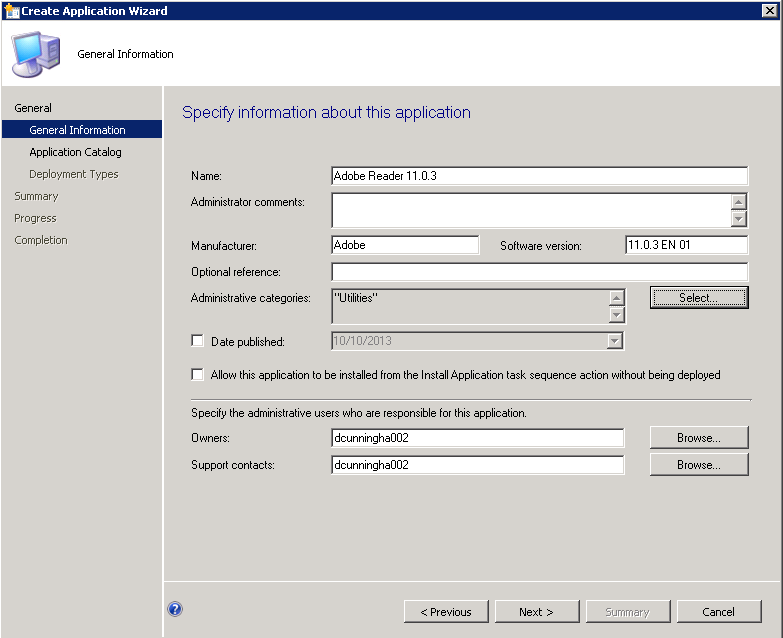 Create Application Wizard
General Information
General
General Information
Application Catalog
Deployment Types
Summary
Progress
Completion
Specify information about this application
Name: Adobe Reader 11.0.3
Administrator comments:
Manufacturer: Adobe Software version: 11.0.3 EN 01
Optional reference:
Administrative categories: "Utilities" Select...
Date published: 10/10/2013
Allow this application to be installed from the Install Application task sequence action without being deployed
Specify the administrative users who are responsible for this application.
Owners: dcunningha002 Browse...
Support contacts: dcunningha002 Browse...
? < Previous Next > Summary Cancel